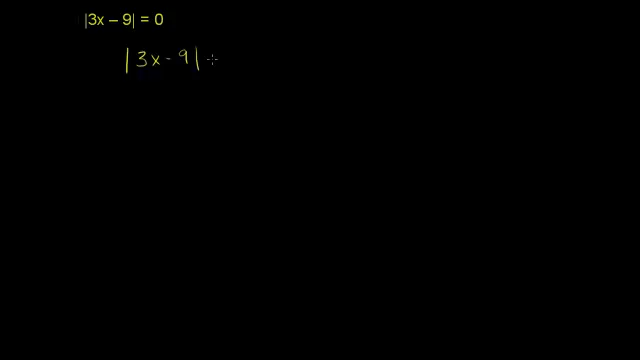 |3x – 9| = 0
|3x - 9|